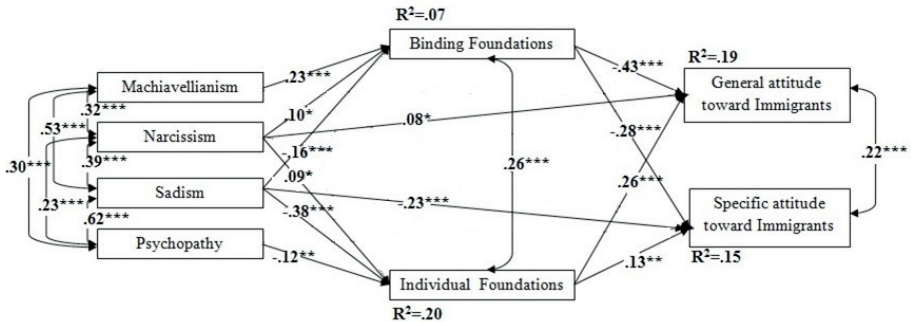 R²=.07
Binding Foundations
R²=.19
General attitude
toward Immigrants
Machiavellianism
Narcissism
Sadism
Psychopathy
Specific attitude
toward Immigrants
R²=.15
Individual Foundations
R²=.20
.23***
.10*
-.16***
.09*
-.38***
-.12**
.08*
-.23***
.26***
-.43***
-.28***
.26***
.13**
.22***
.32***
.53***
.30***
.39***
.23***
.62***